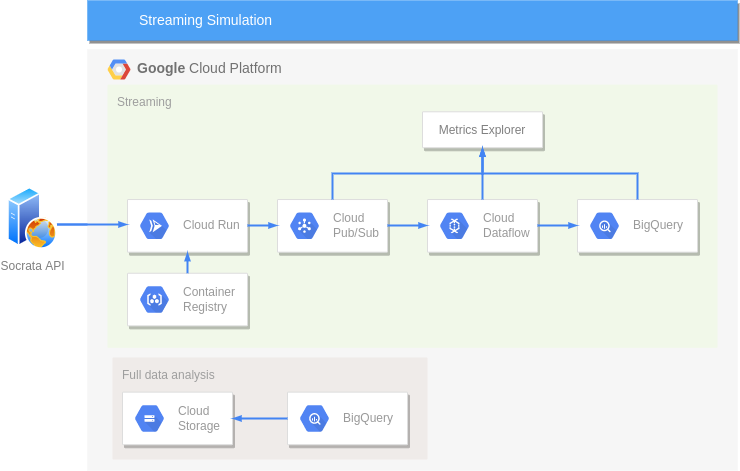 Streaming Simulation
Google Cloud Platform
Streaming
Metrics Explorer
Socrata API
Cloud Run
Cloud
Pub/Sub
Cloud
Dataflow
BigQuery
Container
Registry
Full data analysis
Cloud
Storage
BigQuery